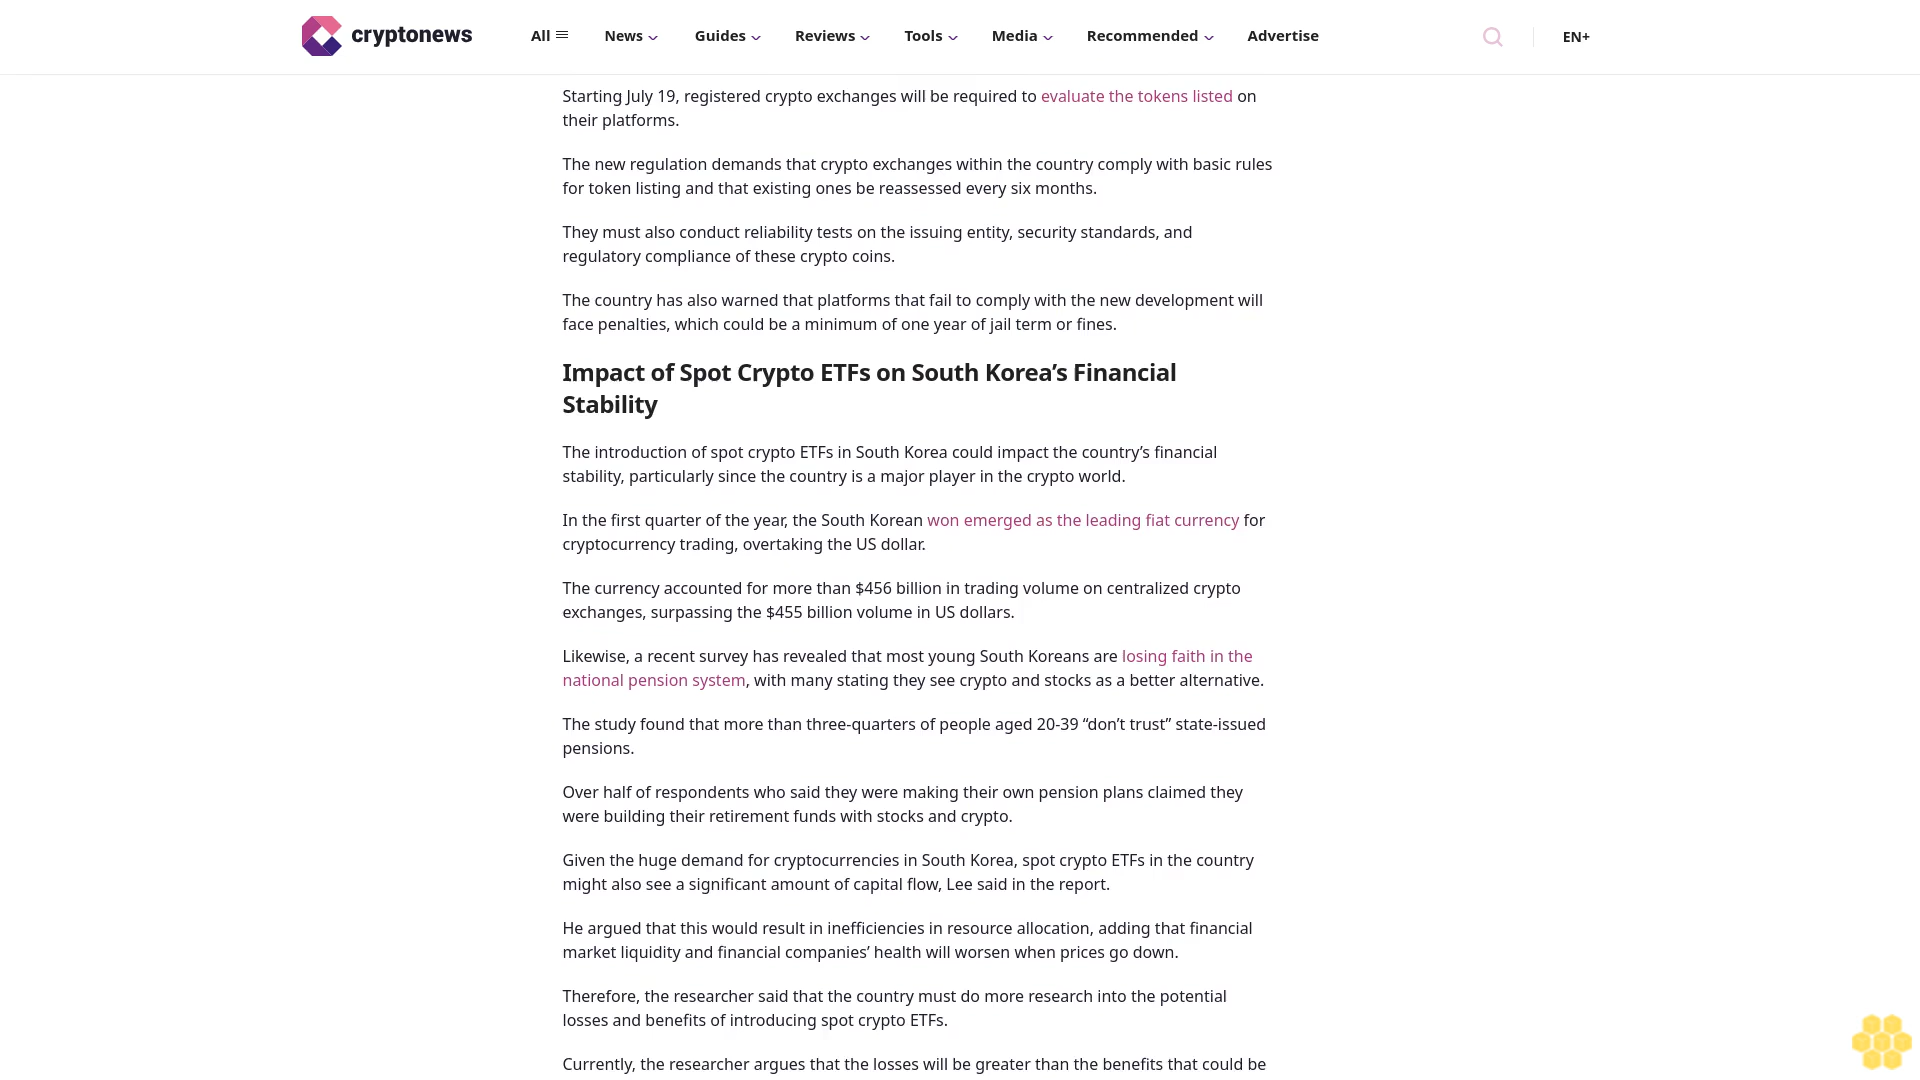 cryptonews
All
News
Guides
Reviews
Tools
Media
Recommended
Advertise
EN+
Starting July 19, registered crypto exchanges will be required to evaluate the tokens listed on
their platforms.
The new regulation demands that crypto exchanges within the country comply with basic rules
for token listing and that existing ones be reassessed every six months.
They must also conduct reliability tests on the issuing entity, security standards, and
regulatory compliance of these crypto coins.
The country has also warned that platforms that fail to comply with the new development will
face penalties, which could be a minimum of one year of jail term or fines.
Impact of Spot Crypto ETFs on South Korea’s Financial
Stability
The introduction of spot crypto ETFs in South Korea could impact the country’s financial
stability, particularly since the country is a major player in the crypto world.
In the first quarter of the year, the South Korean won emerged as the leading fiat currency for
cryptocurrency trading, overtaking the US dollar.
The currency accounted for more than $456 billion in trading volume on centralized crypto
exchanges, surpassing the $455 billion volume in US dollars.
Likewise, a recent survey has revealed that most young South Koreans are losing faith in the
national pension system, with many stating they see crypto and stocks as a better alternative.
The study found that more than three-quarters of people aged 20-39 “don’t trust” state-issued
pensions.
Over half of respondents who said they were making their own pension plans claimed they
were building their retirement funds with stocks and crypto.
Given the huge demand for cryptocurrencies in South Korea, spot crypto ETFs in the country
might also see a significant amount of capital flow, Lee said in the report.
He argued that this would result in inefficiencies in resource allocation, adding that financial
market liquidity and financial companies’ health will worsen when prices go down.
Therefore, the researcher said that the country must do more research into the potential
losses and benefits of introducing spot crypto ETFs.
Currently, the researcher argues that the losses will be greater than the benefits that could be